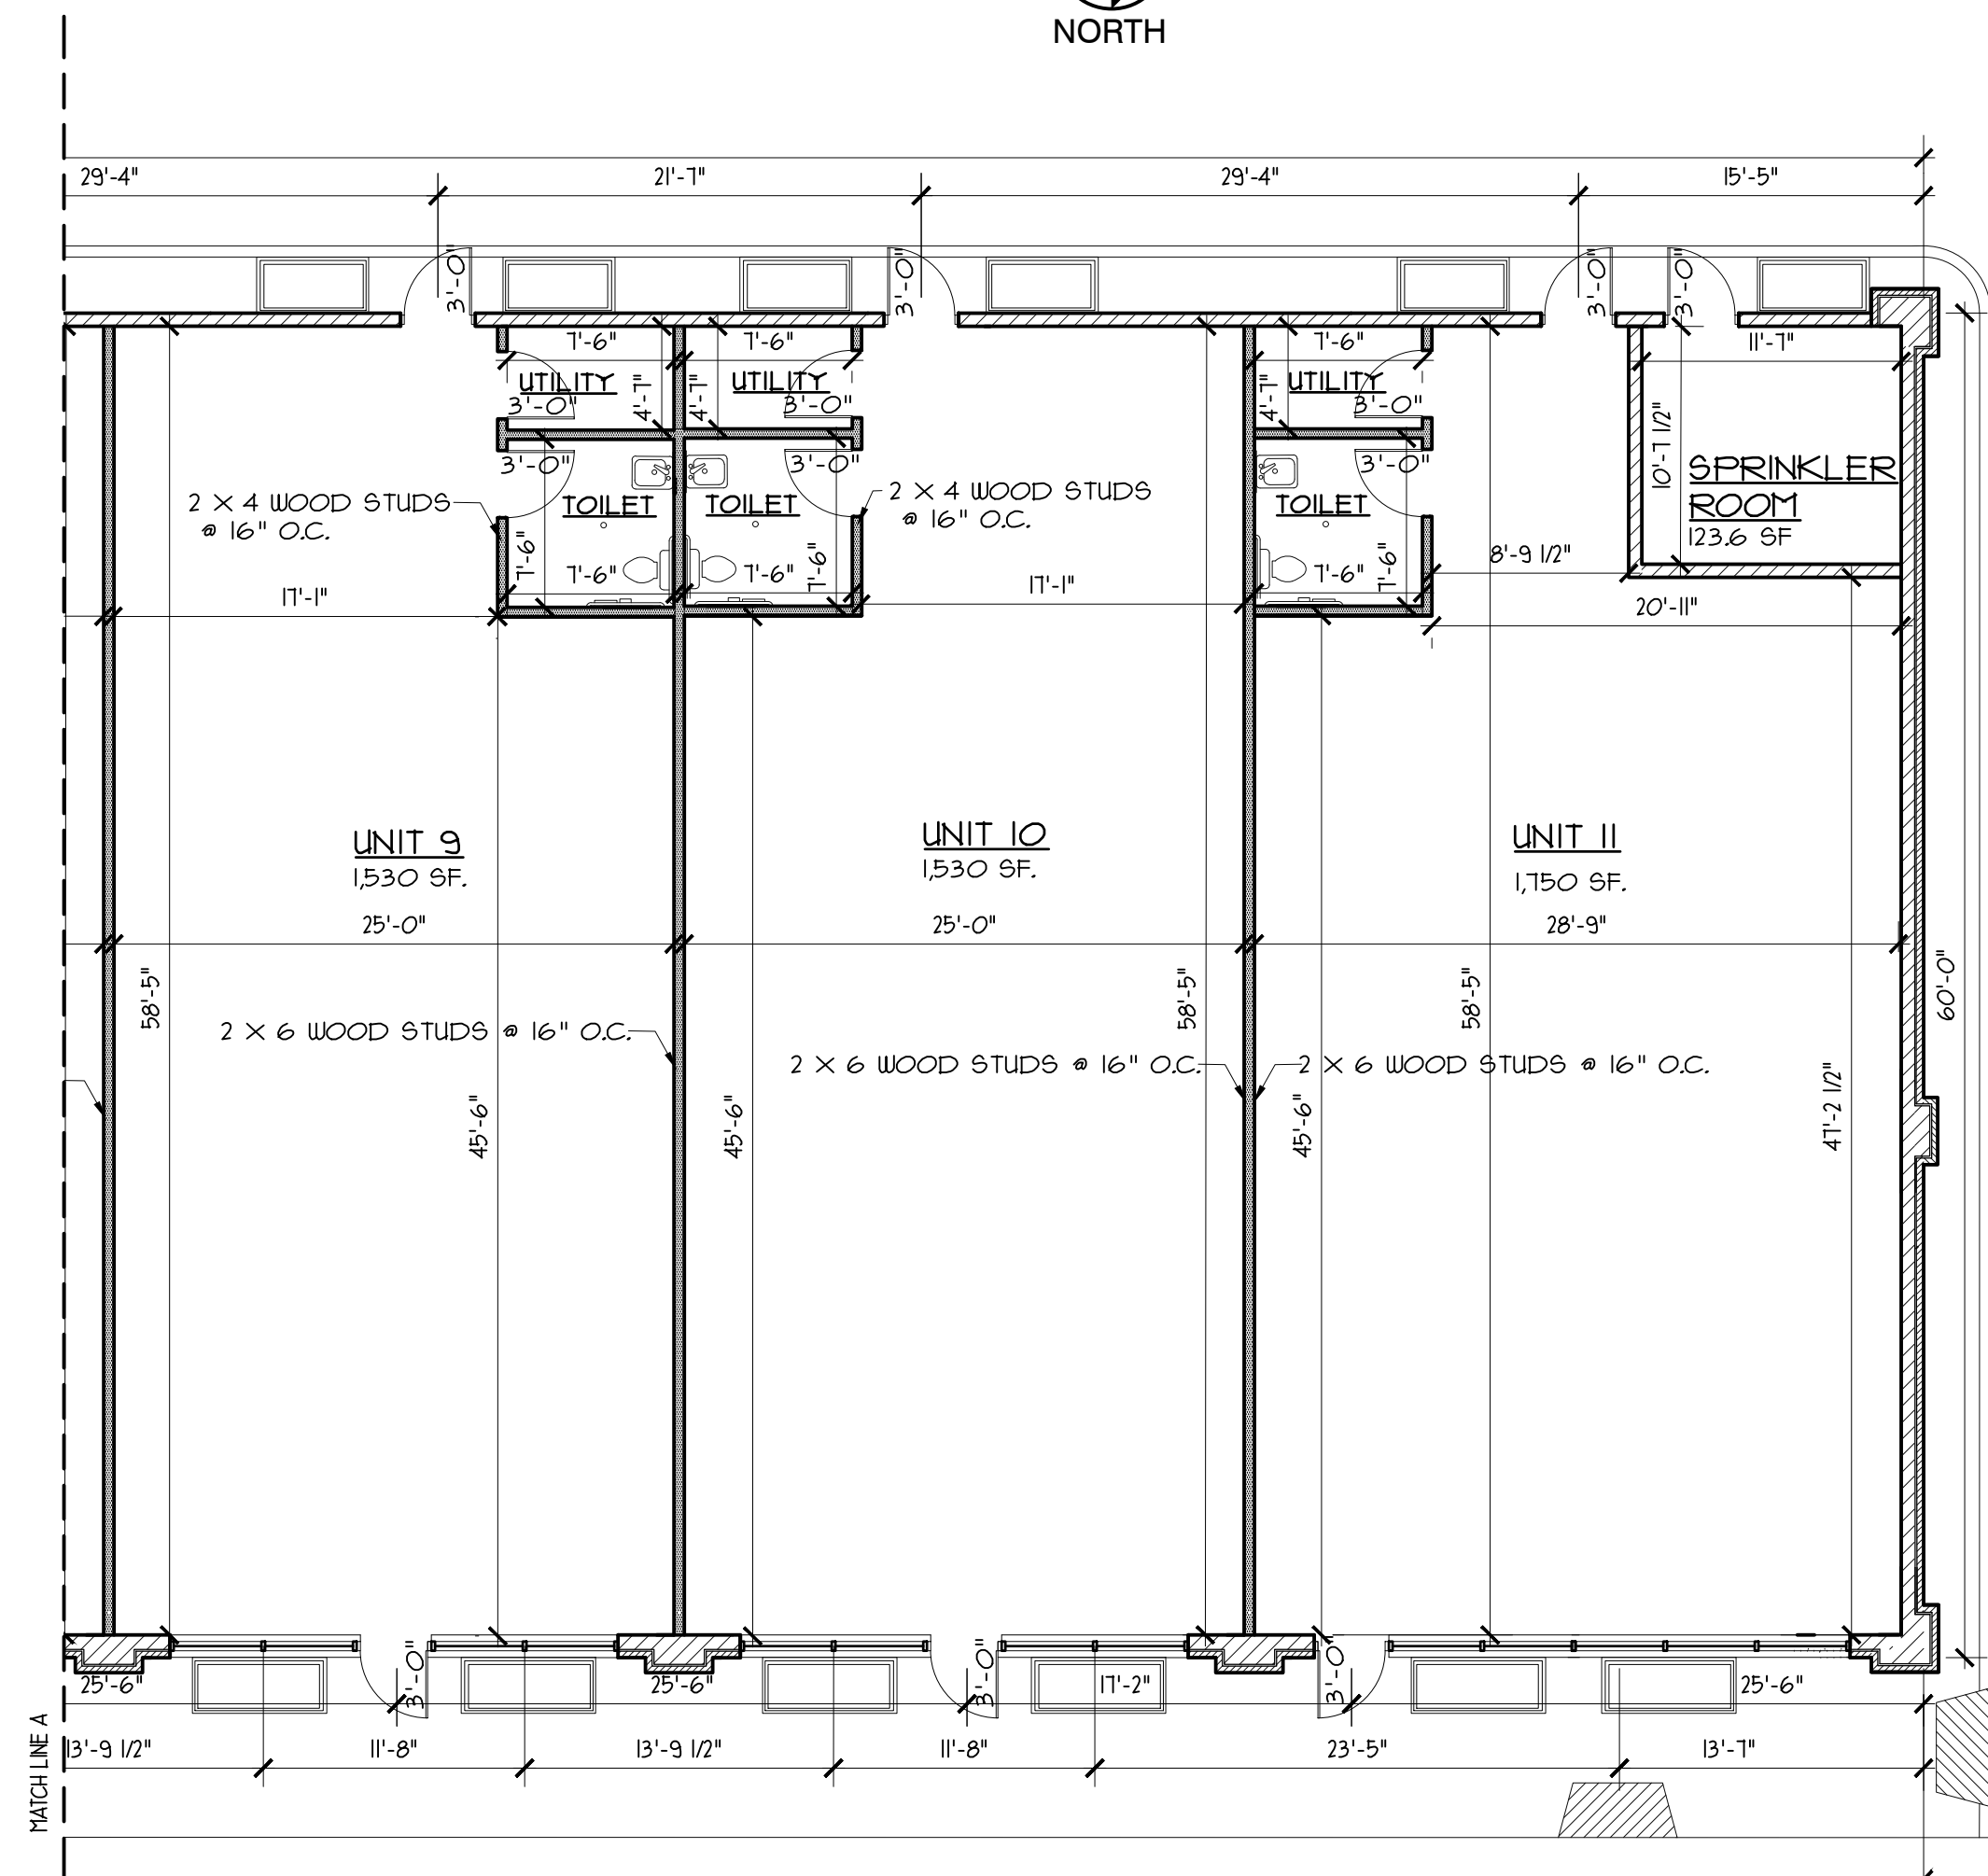 NORTH
29'-4"
21'-7"
29'-4"
15'-5"
3'-0"
3'-0"
3'-0"
3'-0"
7'-6"
7'-6"
7'-6"
11'-7"
UTILITY
UTILITY
UTILITY
4'-7"
4'-7"
4'-7"
3'-0"
3'-0"
3'-0"
10'-7 1/2"
3'-0"
3'-0"
3'-0"
SPRINKLER
ROOM
123.6 SF
2 X 4 WOOD STUDS
@ 16" O.C.
TOILET
TOILET
2 X 4 WOOD STUDS
@ 16" O.C.
TOILET
7'-6"
7'-6"
7'-6"
7'-6"
7'-6"
7'-6"
8'-9 1/2"
17'-1"
17'-1"
20'-11"
UNIT 9
1,530 SF.
UNIT 10
1,530 SF.
UNIT 11
1,750 SF.
25'-0"
25'-0"
28'-9"
58'-5"
58'-5"
58'-5"
60'-0"
2 X 6 WOOD STUDS @ 16" O.C.
2 X 6 WOOD STUDS @ 16" O.C.
2 X 6 WOOD STUDS @ 16" O.C.
45'-6"
45'-6"
45'-6"
47'-2 1/2"
25'-6"
3'-0"
25'-6"
3'-0"
17'-2"
3'-0"
25'-6"
MATCH LINE A
13'-9 1/2"
11'-8"
13'-9 1/2"
11'-8"
23'-5"
13'-7"